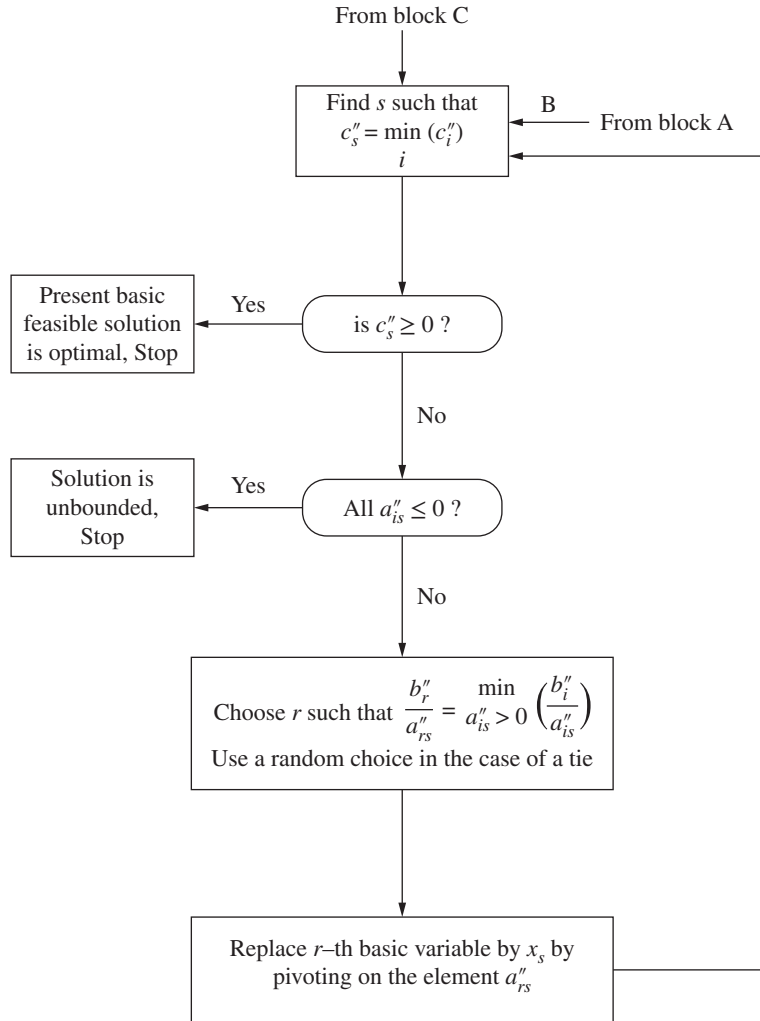 From block C
Find s such that
c″ₛ = min (c″ᵢ)
i
B
From block A
is c″ₛ ≥ 0 ?
Yes
Present basic
feasible solution
is optimal, Stop
No
All a″ᵢₛ ≤ 0 ?
Yes
Solution is
unbounded,
Stop
No
Choose r such that b″ᵣ / a″ᵣₛ = min a″ᵢₛ > 0 (b″ᵢ / a″ᵢₛ)
Use a random choice in the case of a tie
Replace r–th basic variable by xₛ by
pivoting on the element a″ᵣₛ